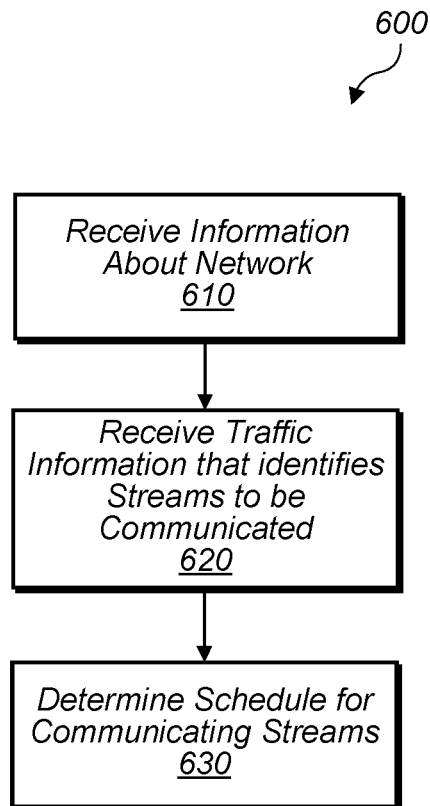 600
Receive Information
About Network
610
Receive Traffic
Information that identifies
Streams to be
Communicated
620
Determine Schedule for
Communicating Streams
630